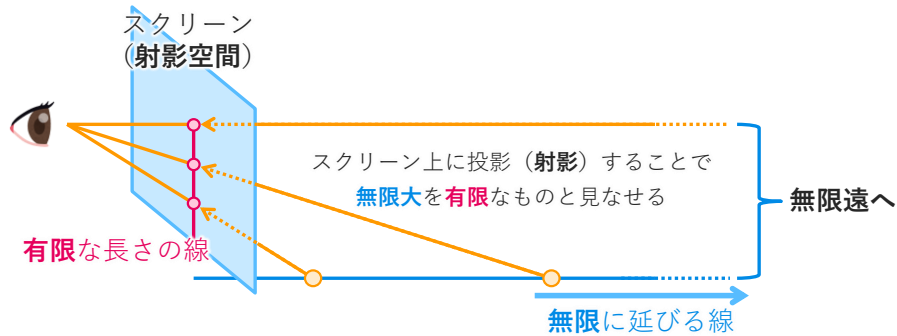 スクリーン
（射影空間）
スクリーン上に投影（射影）することで
無限大を有限なものと見なせる
無限遠へ
有限な長さの線
無限に延びる線